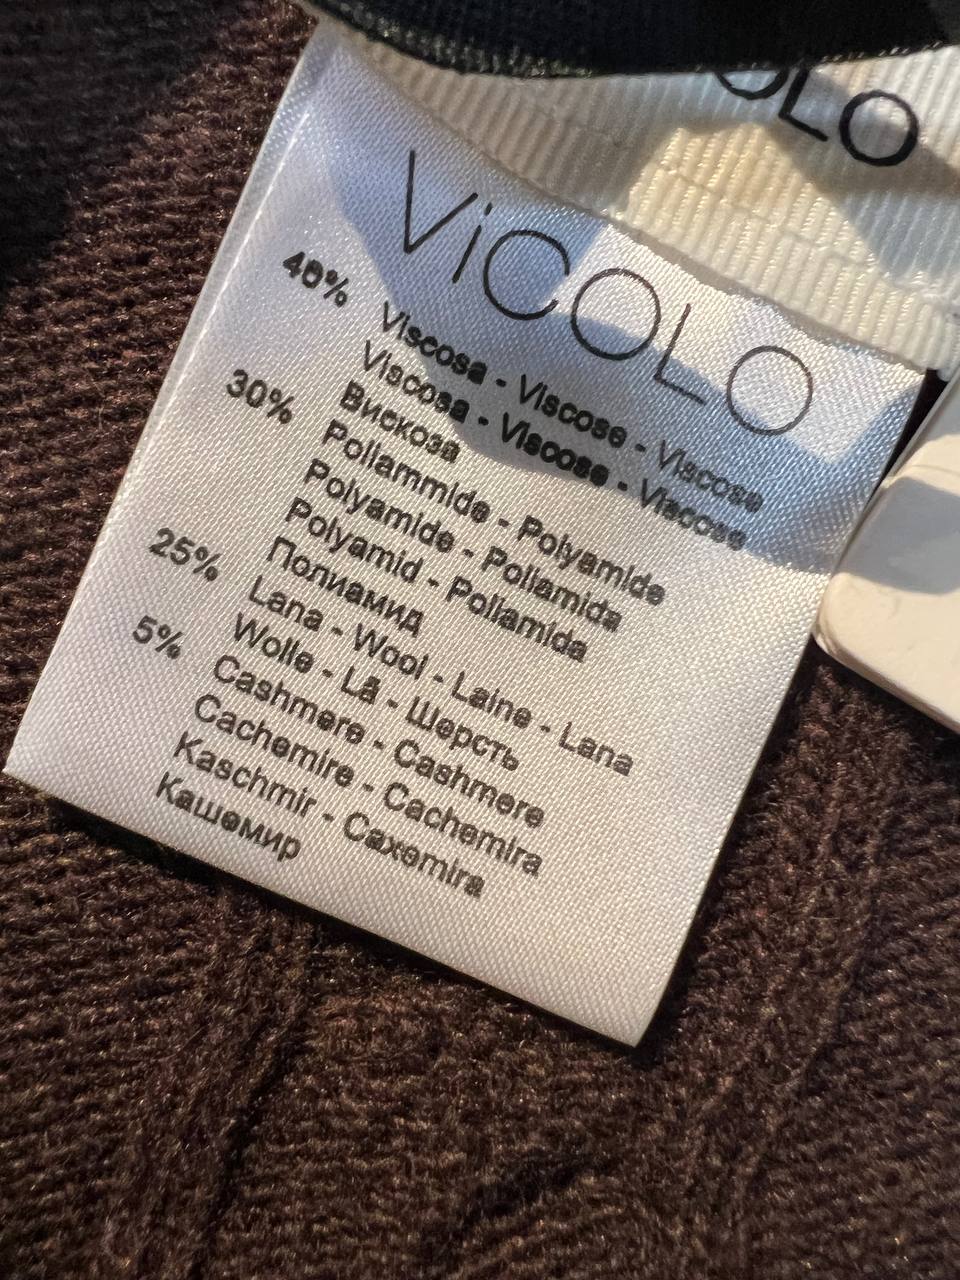 OLO
ViCOLO
40% Viscosa - Viscose - Viscose
Viscosa - Viscose - Viscose
Вискоза
30% Poliammide - Polyamide
Polyamide - Poliamida
Polyamid - Poliamida
Полиамид
25% Lana - Wool - Laine - Lana
Wolle - Lã - Шерсть
5% Cashmere - Cashmere
Cachemire - Cachemira
Kaschmir - Caxemira
Кашемир